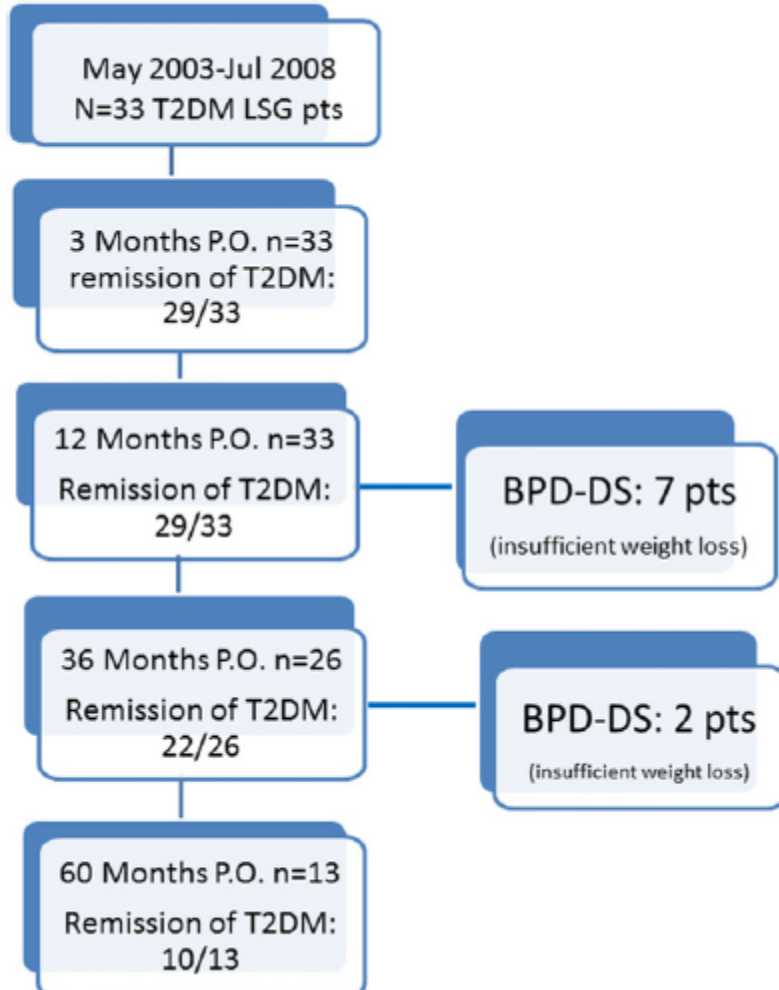 May 2003-Jul 2008
N=33 T2DM LSG pts
3 Months P.O. n=33
remission of T2DM:
29/33
12 Months P.O. n=33
Remission of T2DM:
29/33
BPD-DS: 7 pts
(insufficient weight loss)
36 Months P.O. n=26
Remission of T2DM:
22/26
BPD-DS: 2 pts
(insufficient weight loss)
60 Months P.O. n=13
Remission of T2DM:
10/13